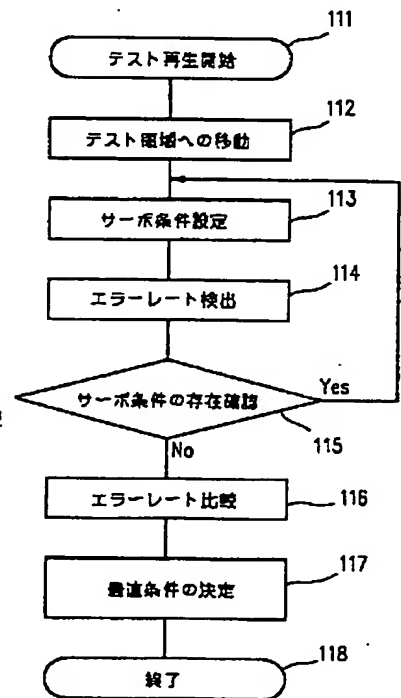 111
テスト再生開始
112
テスト領域への移動
113
サーボ条件設定
114
エラーレート検出
サーボ条件の存在確認
Yes
115
No
エラーレート比較
116
117
最適条件の決定
118
終了